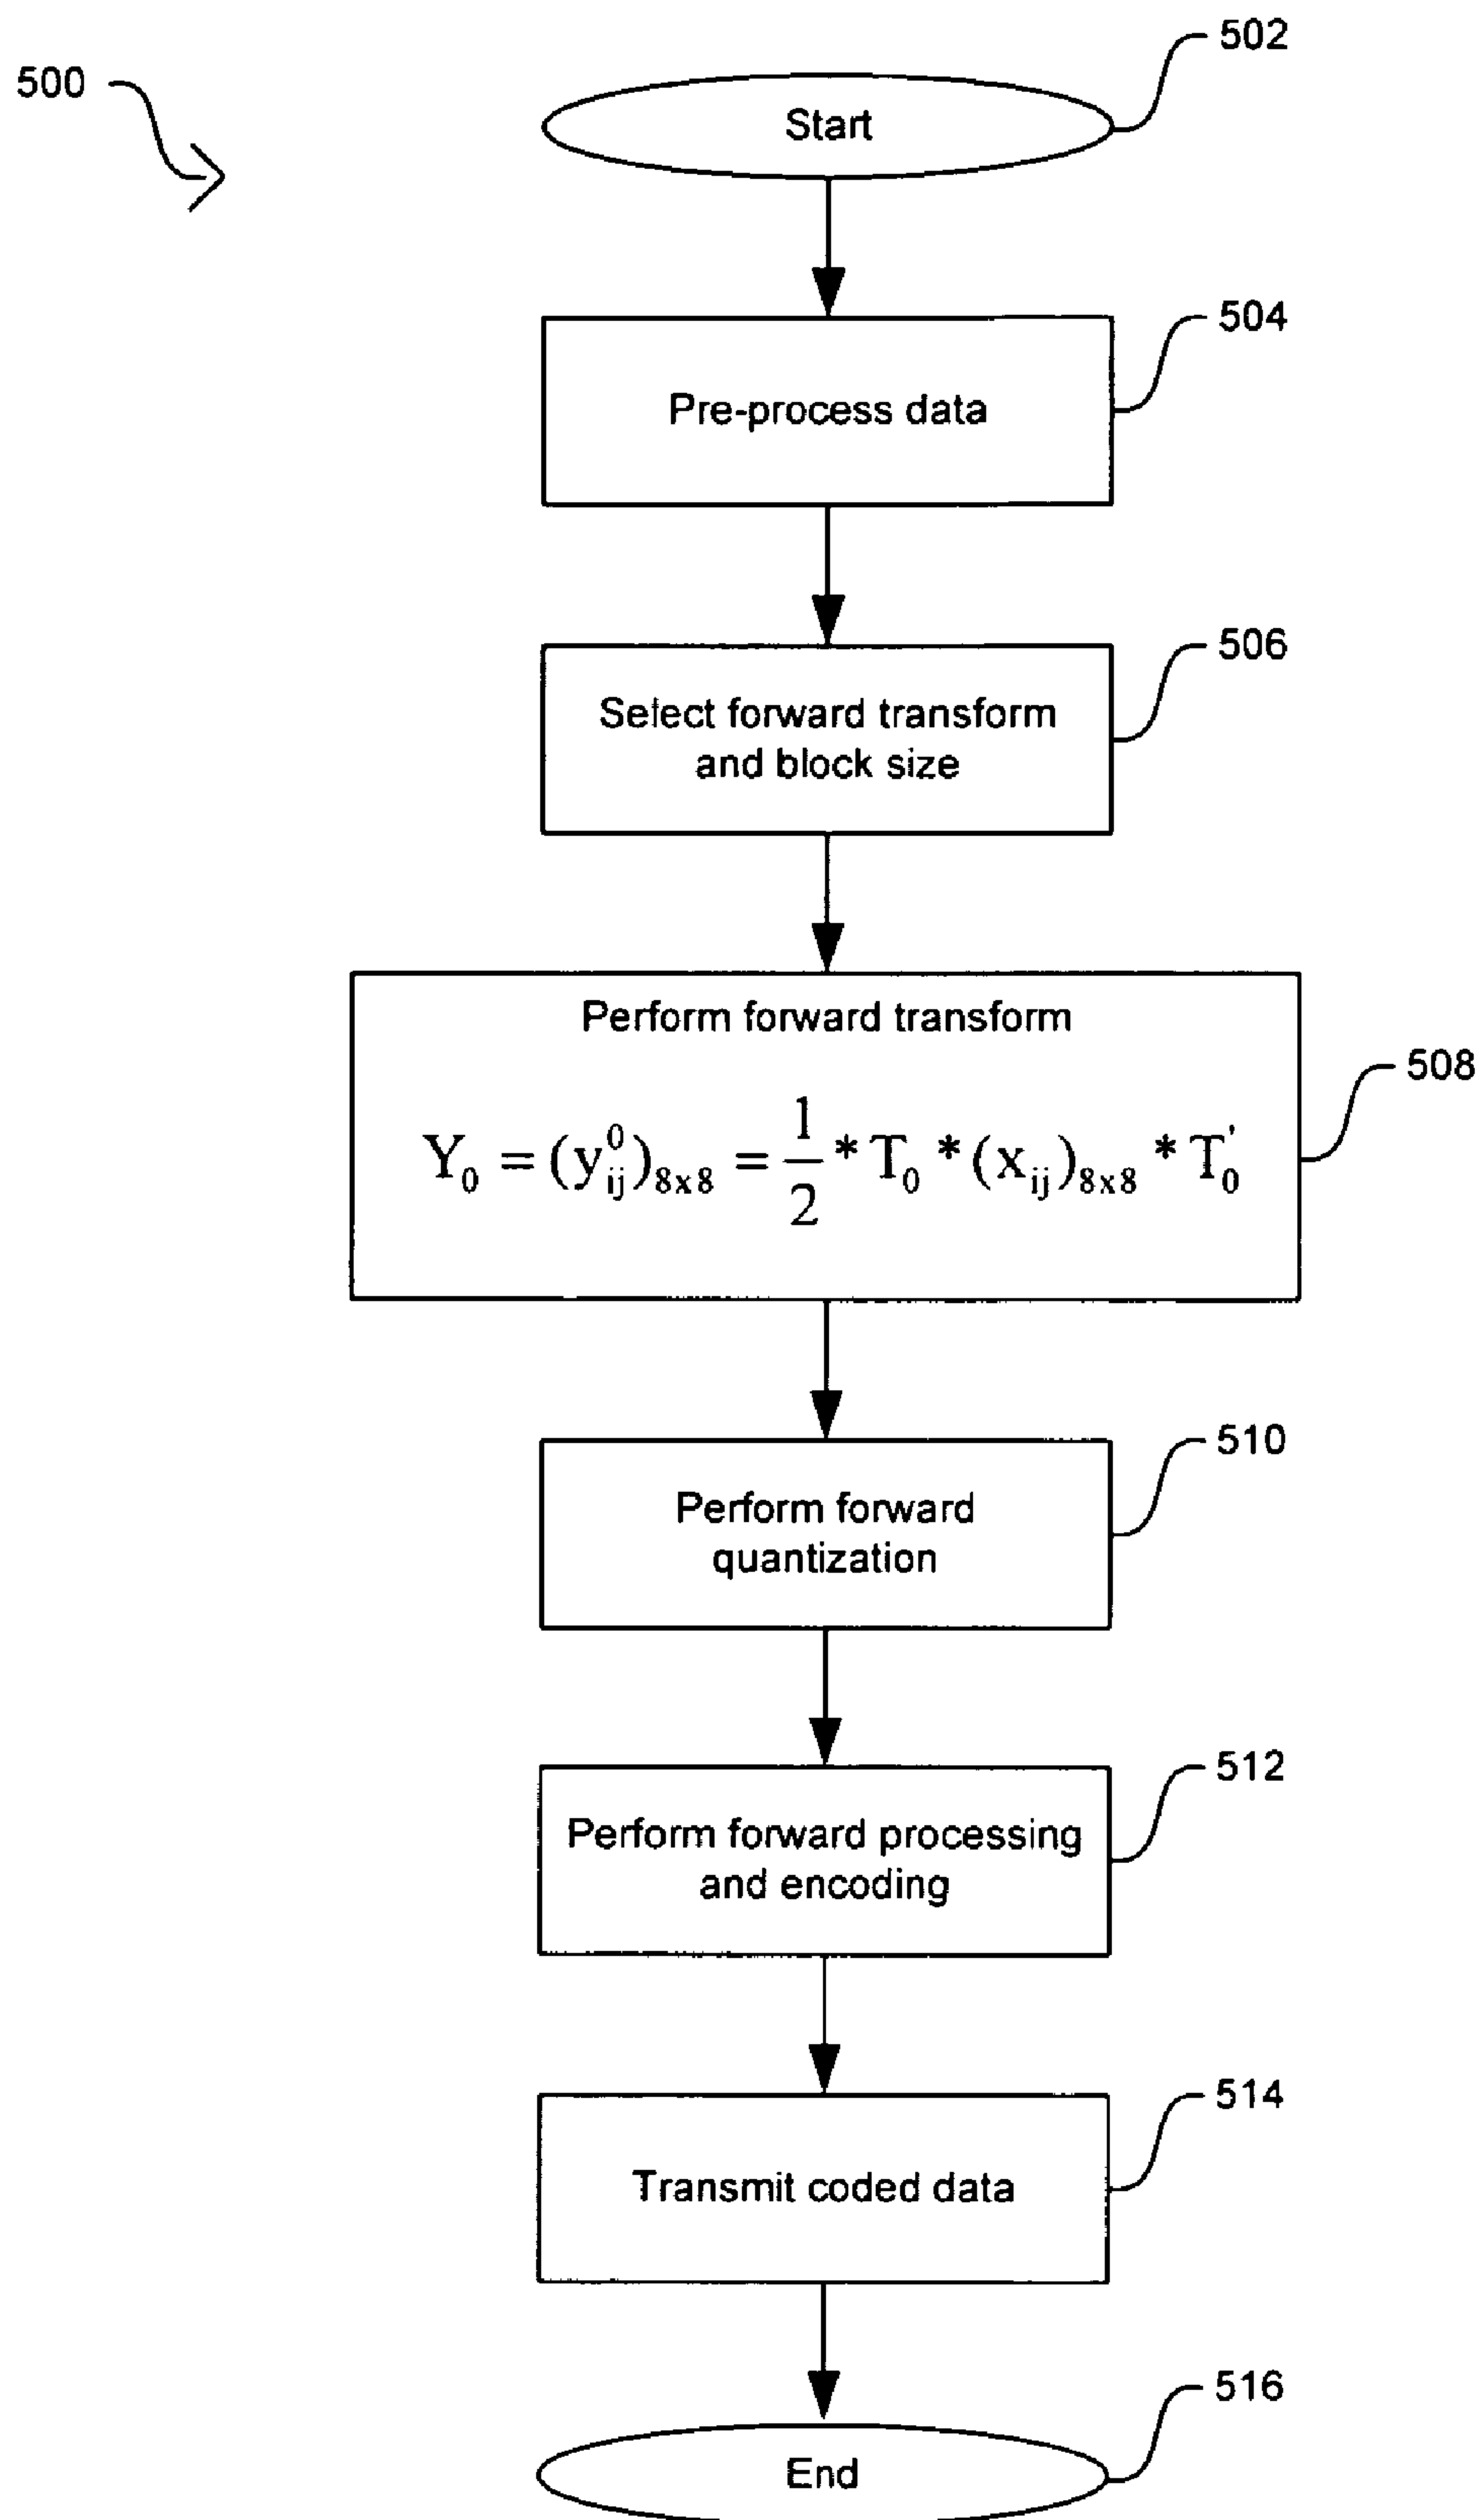 502
500
Start
504
Pre-process data
506
Select forward transform
and block size
Perform forward transform
508
Y₀ = (y⁰ᵢⱼ)₈ₓ₈ = 1/2 * T₀ * (xᵢⱼ)₈ₓ₈ * T₀'
510
Perform forward
quantization
512
Perform forward processing
and encoding
514
Transmit coded data
516
End